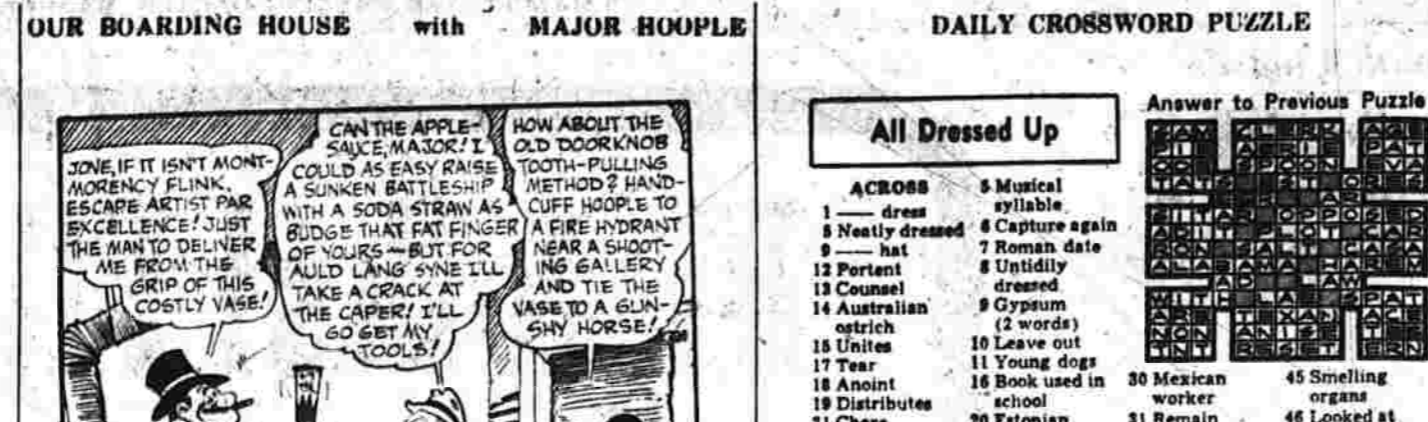 OUR BOARDING HOUSE with MAJOR HOOPLE
JOVE, IF IT ISN'T MONT-
MORENCY FLINK,
ESCAPE ARTIST PAR
EXCELLENCE! JUST
THE MAN TO DELIVER
ME FROM THE
GRIP OF THIS
COSTLY VASE!
CAN THE APPLE-
SAUCE, MAJOR! I
COULD AS EASY RAISE
A SUNKEN BATTLESHIP
WITH A SODA STRAW AS
BUDGE THAT FAT FINGER
OF YOURS — BUT FOR
AULD LANG SYNE I'LL
TAKE A CRACK AT
THE CAPER! I'LL
GO GET MY
TOOLS!
HOW ABOUT THE
OLD DOORKNOB
TOOTH-PULLING
METHOD? HAND-
CUFF HOOPLE TO
A FIRE HYDRANT
NEAR A SHOOT-
ING GALLERY
AND TIE THE
VASE TO A GUN-
SHY HORSE!
DAILY CROSSWORD PUZZLE
All Dressed Up
ACROSS
1 —— dress
5 Neatly dressed
9 —— hat
12 Portent
13 Counsel
14 Australian
ostrich
15 Unites
17 Tear
18 Anoint
19 Distributes
5 Musical
syllable
6 Capture again
7 Roman date
8 Untidily
dressed
9 Gypsum
(2 words)
10 Leave out
11 Young dogs
16 Book used in
school
20 Estonian
Answer to Previous Puzzle
30 Mexican
worker
31 Remain
45 Smelling
organs
46 Looked at